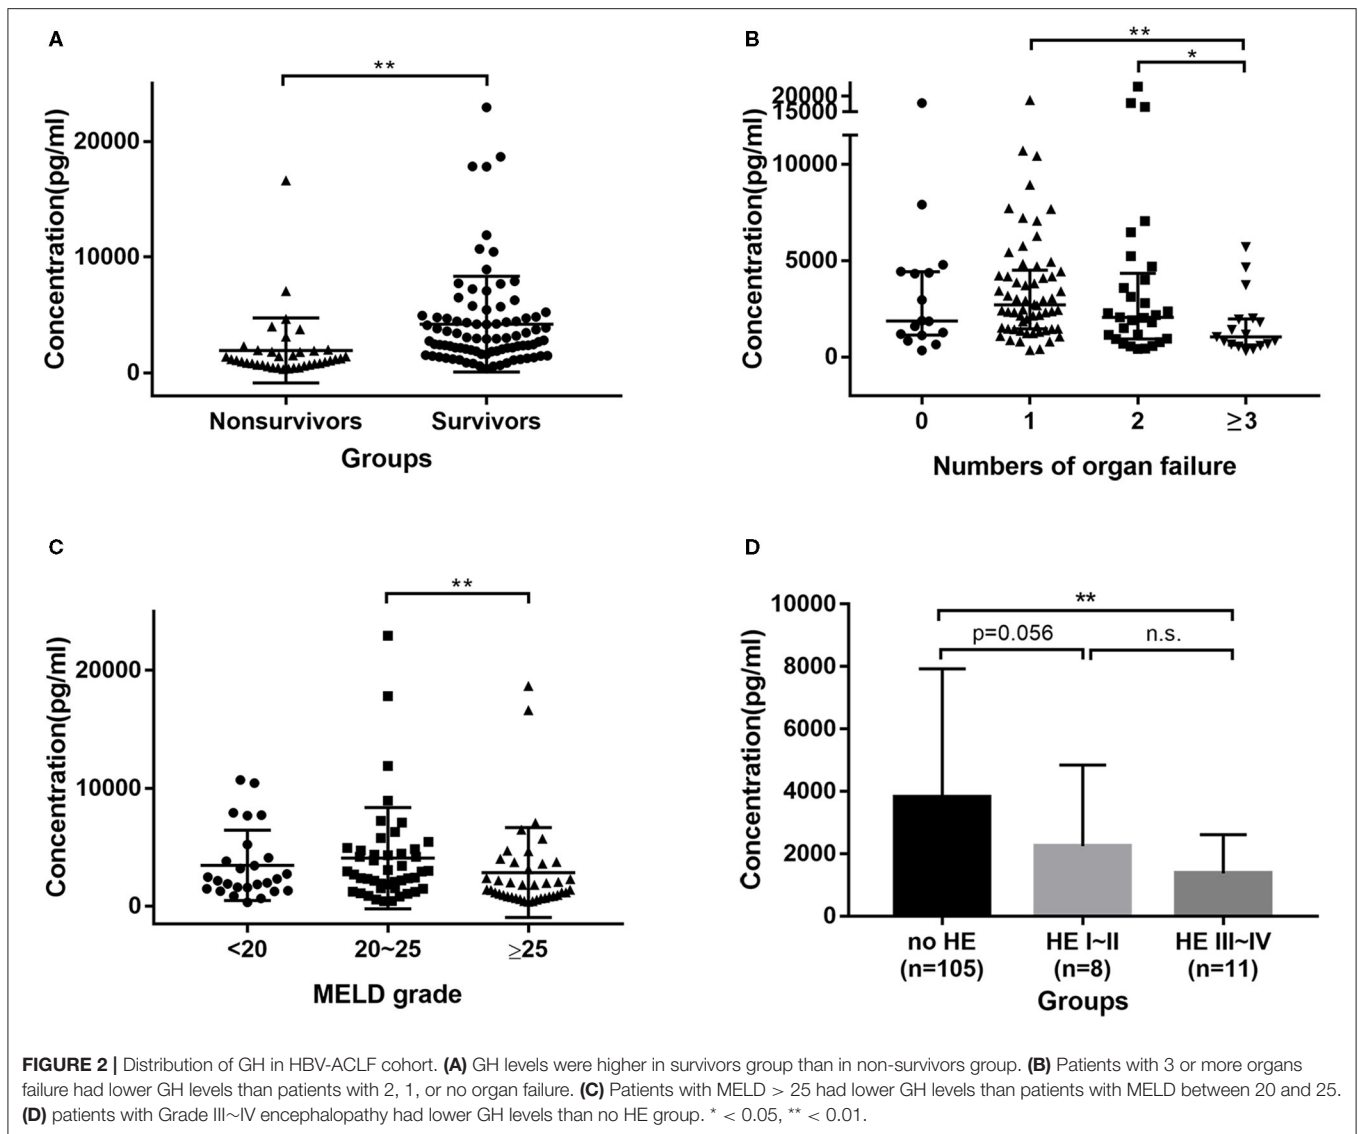 A
**
Concentration(pg/ml)
20000
10000
0
Nonsurvivors Survivors
Groups
B
**
*
Concentration(pg/ml)
20000
15000
10000
5000
0
0 1 2 ≥3
Numbers of organ failure
C
**
Concentration(pg/ml)
20000
10000
0
<20 20~25 ≥25
MELD grade
D
**
p=0.056 n.s.
Concentration(pg/ml)
10000
8000
6000
4000
2000
0
no HE HE I~II HE III~IV
(n=105) (n=8) (n=11)
Groups
FIGURE 2 | Distribution of GH in HBV-ACLF cohort. (A) GH levels were higher in survivors group than in non-survivors group. (B) Patients with 3 or more organs
failure had lower GH levels than patients with 2, 1, or no organ failure. (C) Patients with MELD > 25 had lower GH levels than patients with MELD between 20 and 25.
(D) patients with Grade III~IV encephalopathy had lower GH levels than no HE group. * < 0.05, ** < 0.01.